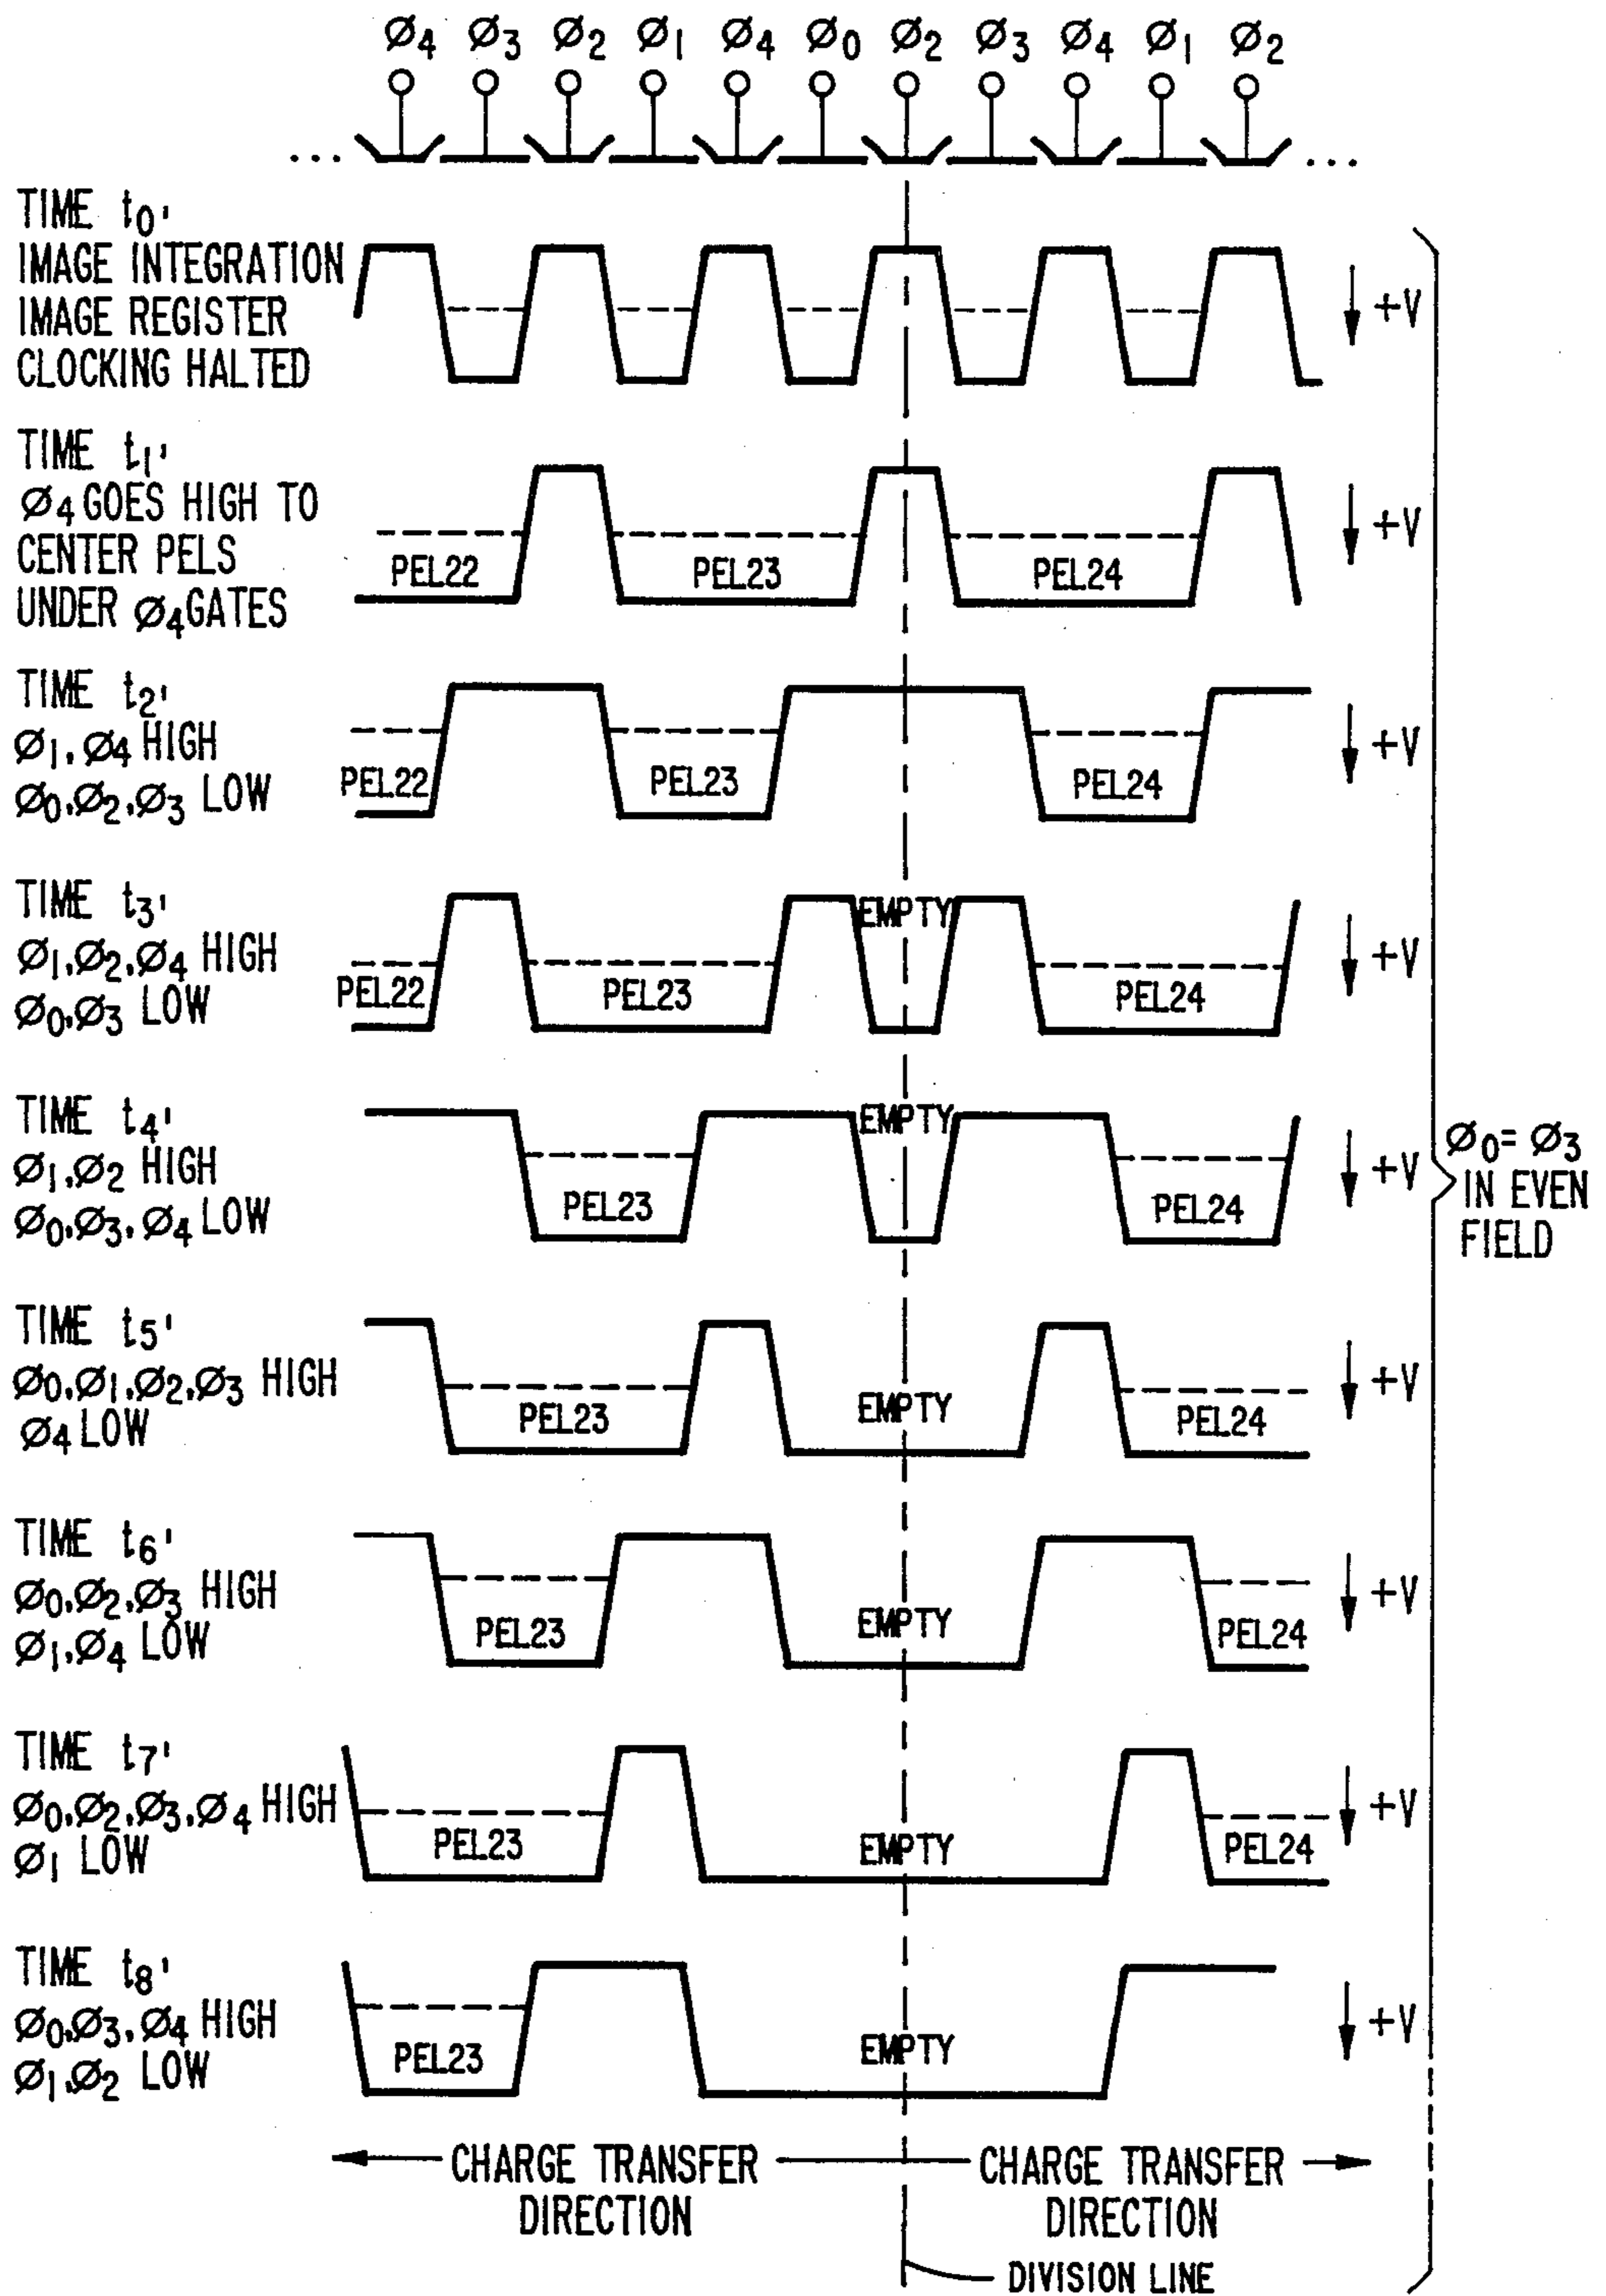 Ø4 Ø3 Ø2 Ø1 Ø4 Ø0 Ø2 Ø3 Ø4 Ø1 Ø2
TIME t0'
IMAGE INTEGRATION
IMAGE REGISTER
CLOCKING HALTED
+V
TIME t1'
Ø4 GOES HIGH TO
CENTER PELS
UNDER Ø4 GATES
PEL22 PEL23 PEL24
+V
TIME t2'
Ø1, Ø4 HIGH
Ø0,Ø2,Ø3 LOW
PEL22 PEL23 PEL24
+V
TIME t3'
Ø1,Ø2,Ø4 HIGH
Ø0,Ø3 LOW
PEL22 PEL23 EMPTY PEL24
+V
TIME t4'
Ø1,Ø2 HIGH
Ø0,Ø3,Ø4 LOW
PEL23 EMPTY PEL24
+V
Ø0= Ø3
IN EVEN
FIELD
TIME t5'
Ø0,Ø1,Ø2,Ø3 HIGH
Ø4 LOW
PEL23 EMPTY PEL24
+V
TIME t6'
Ø0,Ø2,Ø3 HIGH
Ø1,Ø4 LOW
PEL23 EMPTY PEL24
+V
TIME t7'
Ø0,Ø2,Ø3,Ø4 HIGH
Ø1 LOW
PEL23 EMPTY PEL24
+V
TIME t8'
Ø0,Ø3,Ø4 HIGH
Ø1,Ø2 LOW
PEL23 EMPTY
+V
CHARGE TRANSFER
DIRECTION
CHARGE TRANSFER
DIRECTION
DIVISION LINE